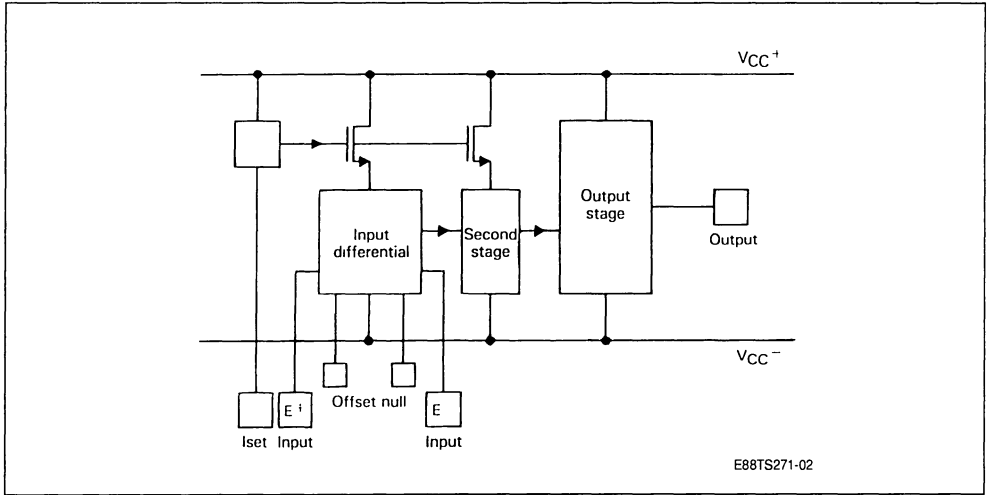 VCC+
Input
differential
Second
stage
Output
stage
Output
VCC−
Offset null
E+
E
Iset
Input
Input
E88TS271-02